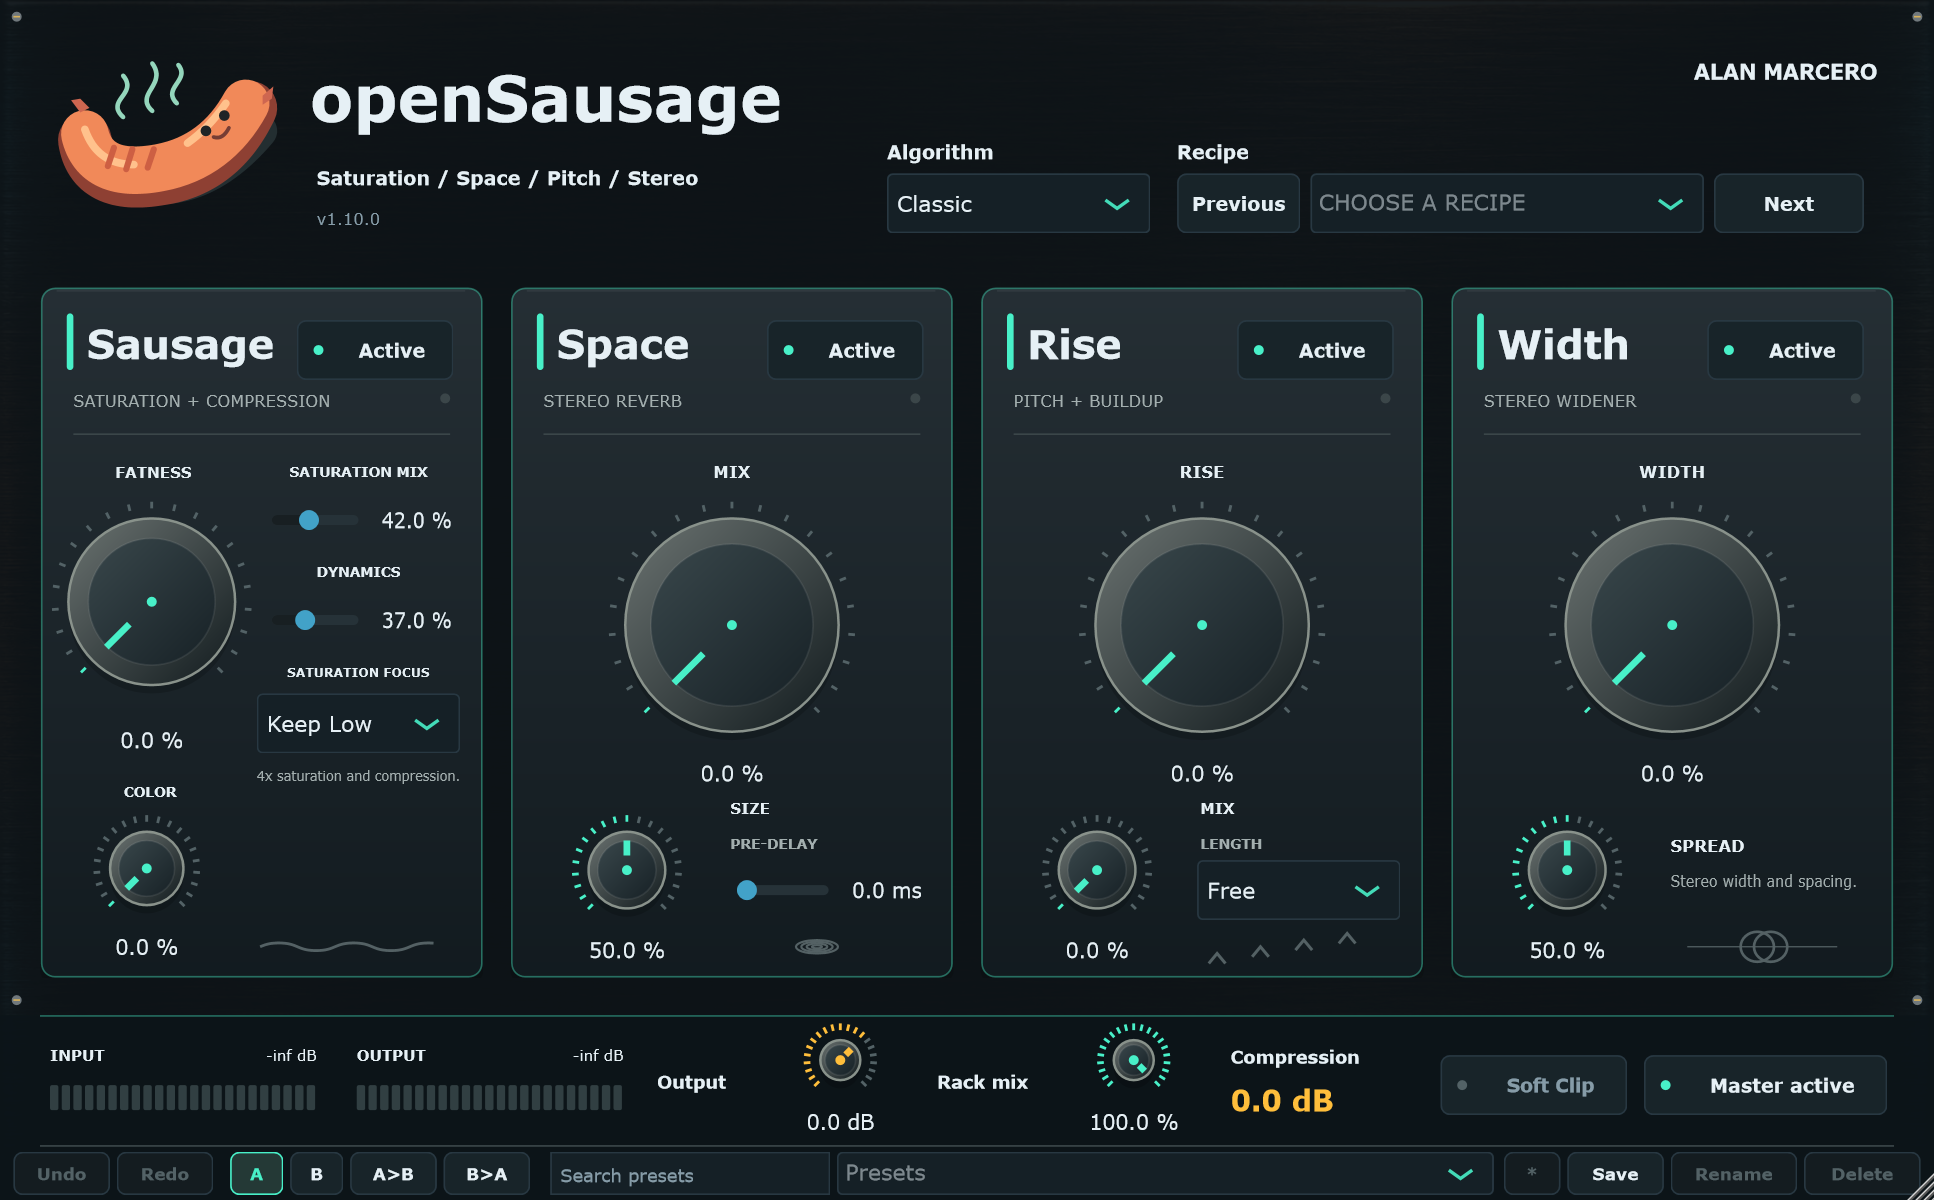 openSausage
Saturation / Space / Pitch / Stereo
v1.10.0
ALAN MARCERO
Algorithm
Classic
Recipe
Previous
CHOOSE A RECIPE
Next
Sausage
Active
SATURATION + COMPRESSION
FATNESS
0.0 %
SATURATION MIX
42.0 %
DYNAMICS
37.0 %
SATURATION FOCUS
Keep Low
4x saturation and compression.
COLOR
0.0 %
Space
Active
STEREO REVERB
MIX
0.0 %
SIZE
50.0 %
PRE-DELAY
0.0 ms
Rise
Active
PITCH + BUILDUP
RISE
0.0 %
MIX
0.0 %
LENGTH
Free
Width
Active
STEREO WIDENER
WIDTH
0.0 %
SPREAD
50.0 %
Stereo width and spacing.
INPUT -inf dB
OUTPUT -inf dB
Output
0.0 dB
Rack mix
100.0 %
Compression
0.0 dB
Soft Clip
Master active
Undo
Redo
A
B
A>B
B>A
Search presets
Presets
*
Save
Rename
Delete